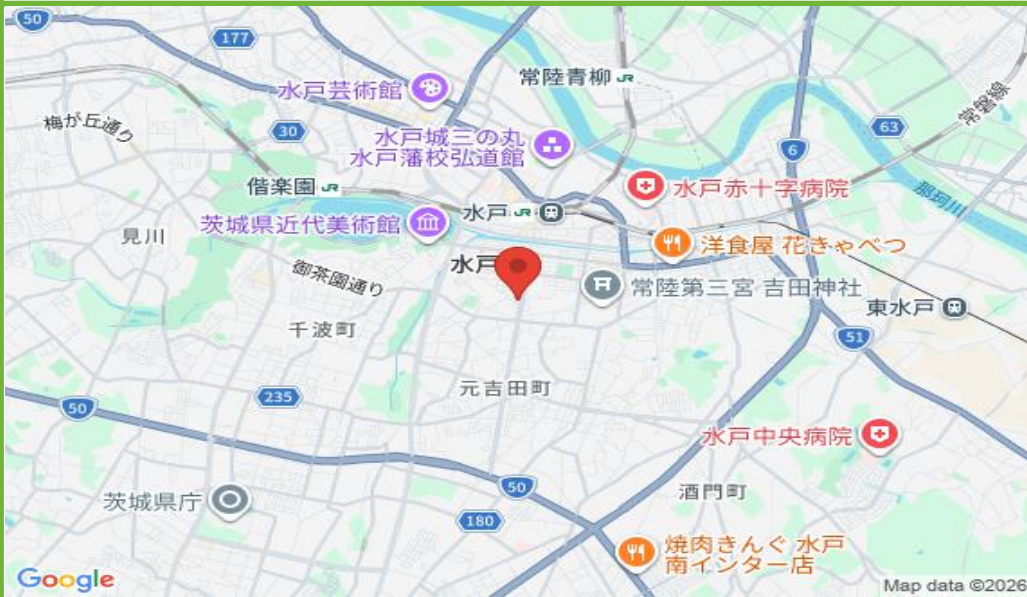 50
177
常陸青柳 JR
水戸芸術館
常磐線
梅が丘通り
30
水戸城三の丸
水戸藩校弘道館
63
6
偕楽園 JR
水戸赤十字病院
那珂川
茨城県近代美術館
水戸 JR
見川
洋食屋 花きゃべつ
水戸
御茶園通り
常陸第三宮 吉田神社
東水戸
千波町
51
元吉田町
235
50
水戸中央病院
50
酒門町
茨城県庁
180
焼肉きんぐ 水戸
南インター店
Google
Map data ©2026